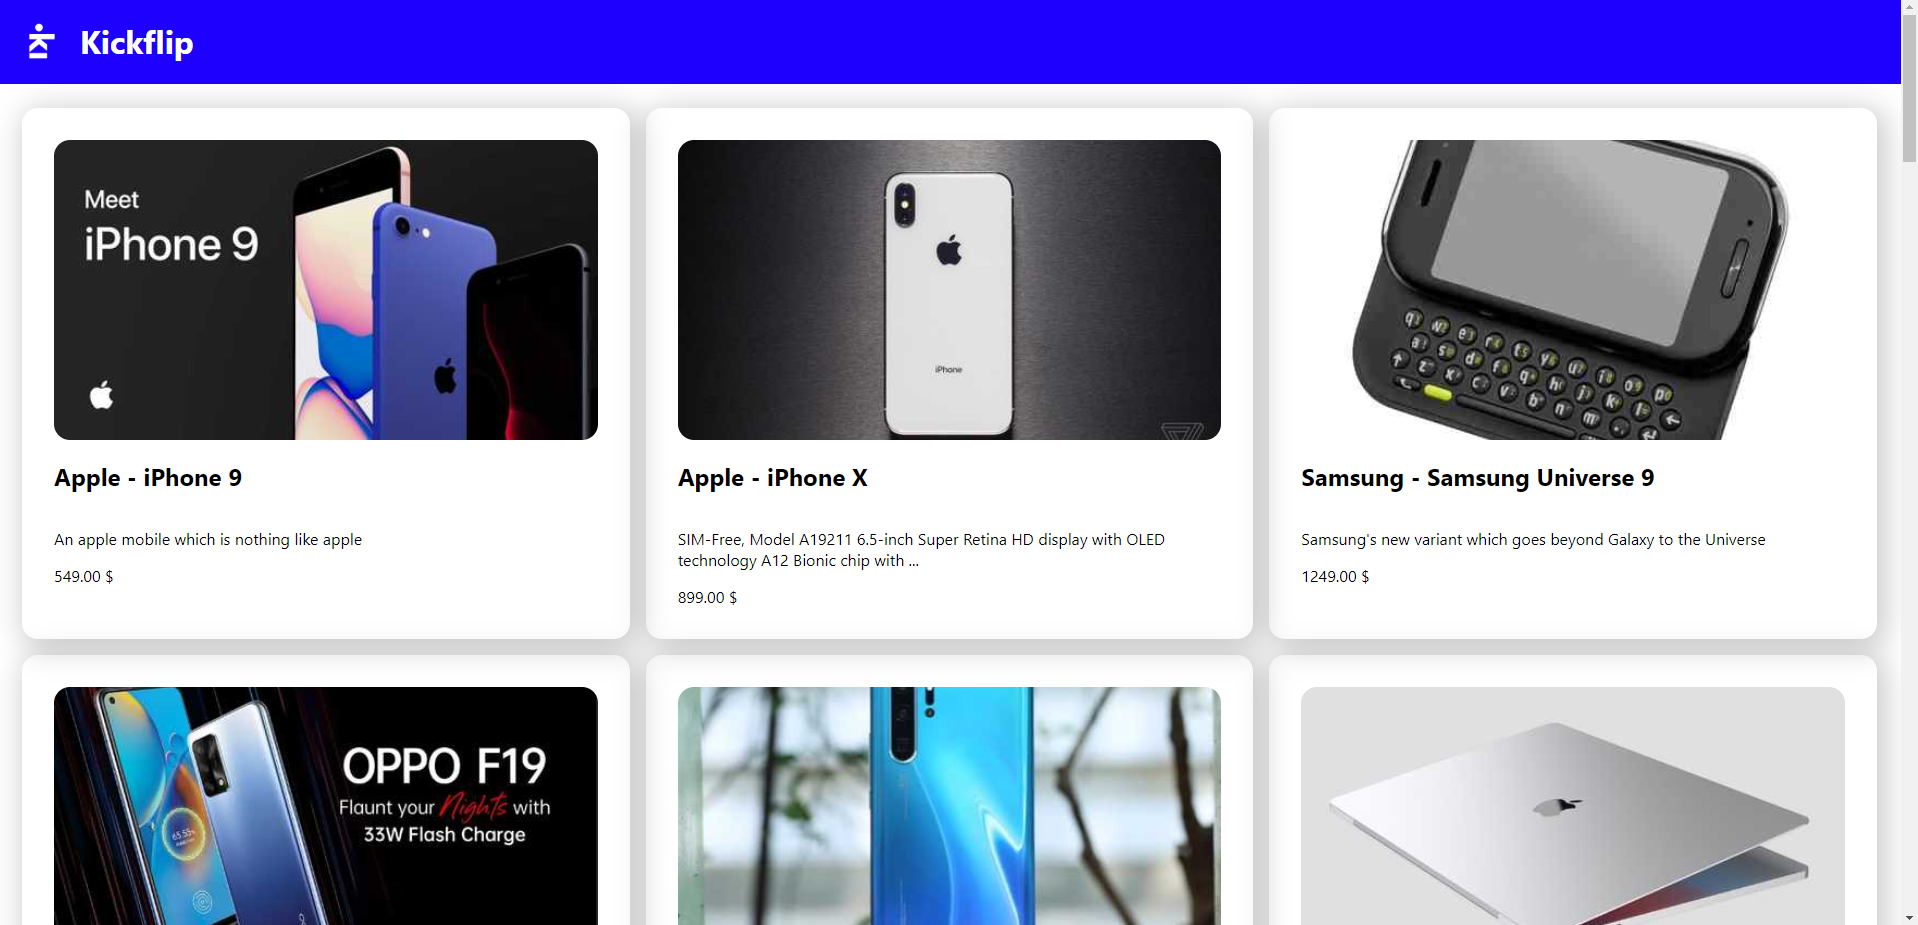 Kickflip
Meet
iPhone 9
iPhone
Apple - iPhone 9
An apple mobile which is nothing like apple
549.00 $
Apple - iPhone X
SIM-Free, Model A19211 6.5-inch Super Retina HD display with OLED
technology A12 Bionic chip with ...
899.00 $
q w e r t y u i o p
a s d f g h j k l
z x c v b n m
Samsung - Samsung Universe 9
Samsung's new variant which goes beyond Galaxy to the Universe
1249.00 $
OPPO F19
Flaunt your Nights with
33W Flash Charge